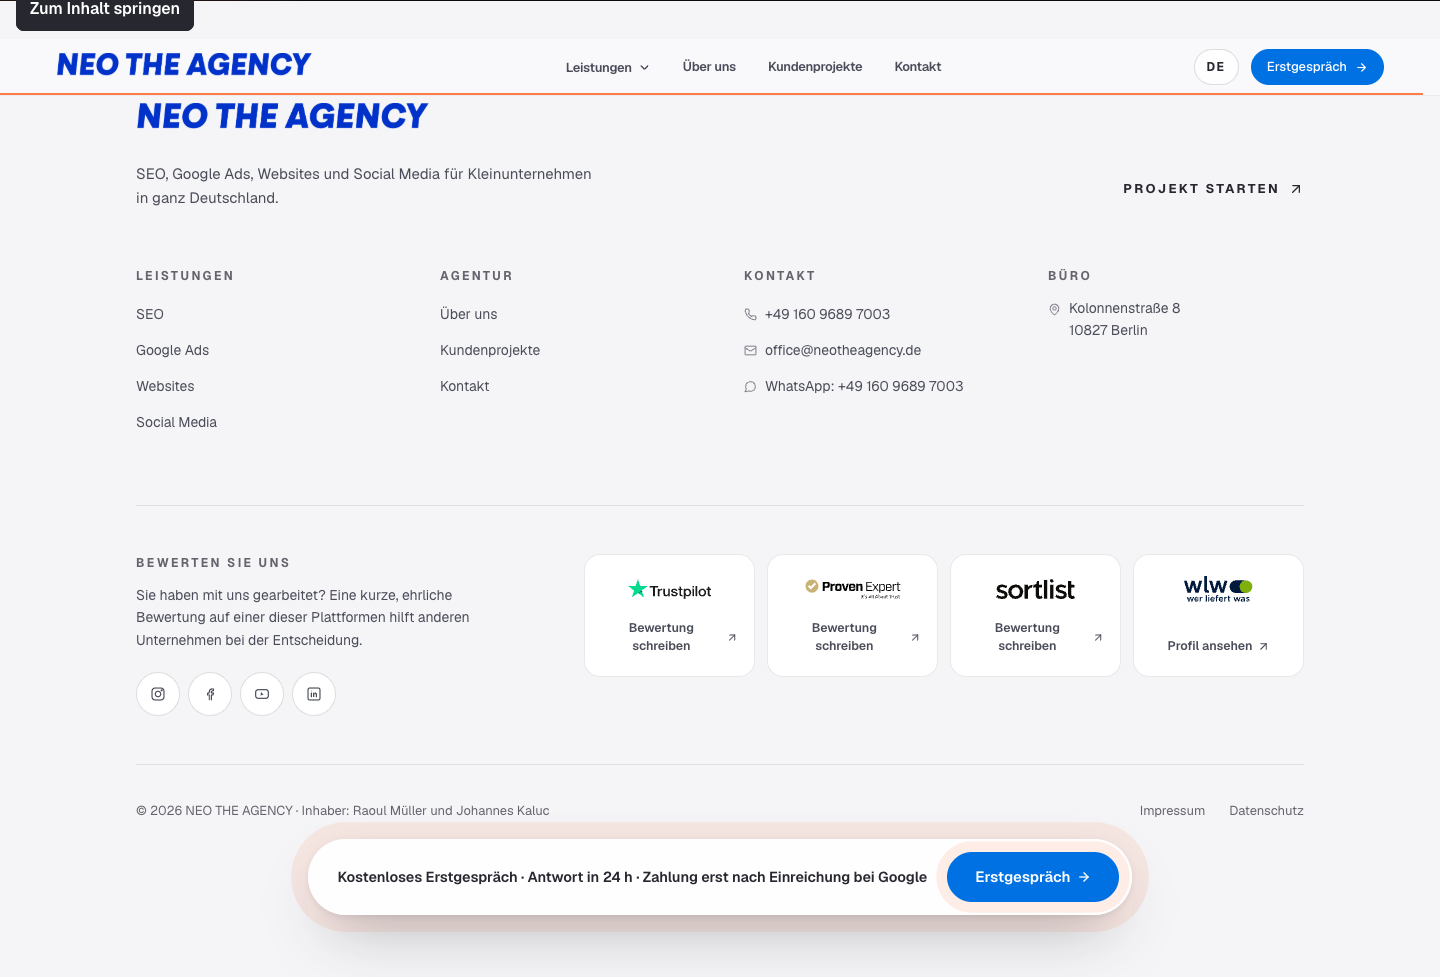 Zum Inhalt springen
NEO THE AGENCY
Leistungen
Über uns
Kundenprojekte
Kontakt
DE
Erstgespräch
NEO THE AGENCY
SEO, Google Ads, Websites und Social Media für Kleinunternehmen
in ganz Deutschland.
PROJEKT STARTEN
LEISTUNGEN
SEO
Google Ads
Websites
Social Media
AGENTUR
Über uns
Kundenprojekte
Kontakt
KONTAKT
+49 160 9689 7003
office@neotheagency.de
WhatsApp: +49 160 9689 7003
BÜRO
Kolonnenstraße 8
10827 Berlin
BEWERTEN SIE UNS
Sie haben mit uns gearbeitet? Eine kurze, ehrliche
Bewertung auf einer dieser Plattformen hilft anderen
Unternehmen bei der Entscheidung.
Trustpilot
Bewertung
schreiben
Proven Expert
Bewertung
schreiben
sortlist
Bewertung
schreiben
wlw
wer liefert was
Profil ansehen
© 2026 NEO THE AGENCY · Inhaber: Raoul Müller und Johannes Kaluc
Impressum
Datenschutz
Kostenloses Erstgespräch · Antwort in 24 h · Zahlung erst nach Einreichung bei Google
Erstgespräch